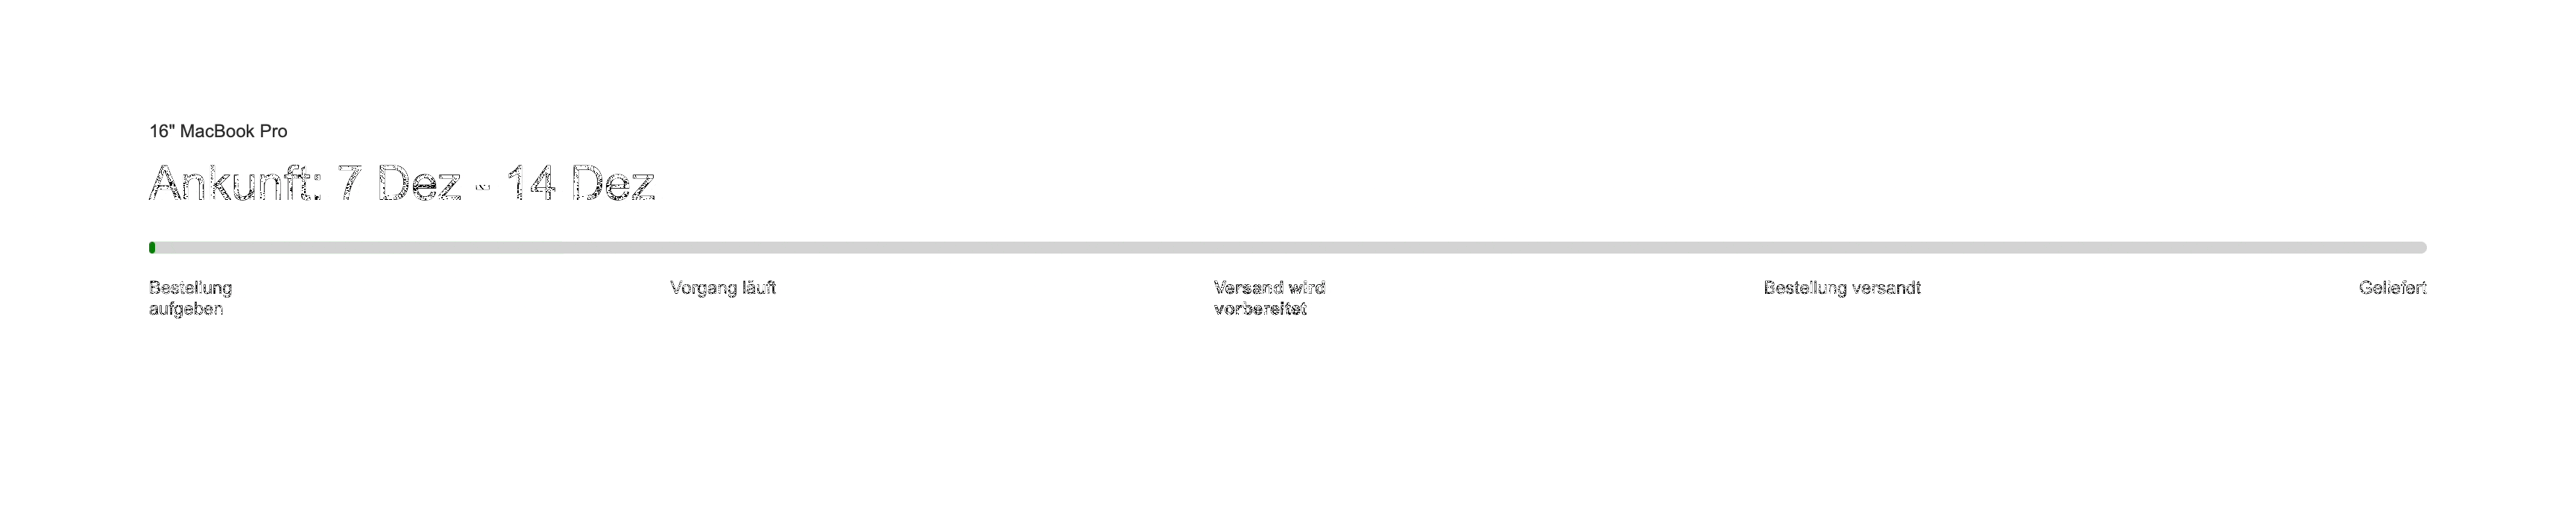 16" MacBook Pro
Ankunft: 7 Dez - 14 Dez
Bestellung
aufgeben
Vorgang läuft
Versand wird
vorbereitet
Bestellung versandt
Geliefert